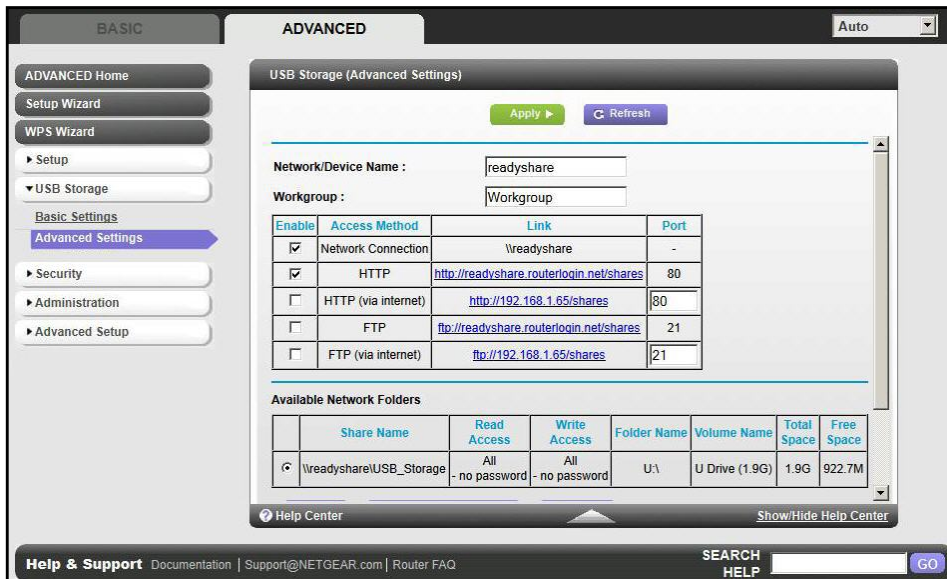 BASIC
ADVANCED
Auto
ADVANCED Home
Setup Wizard
WPS Wizard
Setup
USB Storage
Basic Settings
Advanced Settings
Security
Administration
Advanced Setup
USB Storage (Advanced Settings)
Apply
Refresh
Network/Device Name : readyshare
Workgroup : Workgroup
Enable Access Method Link Port
Network Connection \\readyshare -
HTTP http://readyshare.routerlogin.net/shares 80
HTTP (via internet) http://192.168.1.65/shares 80
FTP ftp://readyshare.routerlogin.net/shares 21
FTP (via internet) ftp://192.168.1.65/shares 21
Available Network Folders
Share Name Read Access Write Access Folder Name Volume Name Total Space Free Space
\\readyshare\USB_Storage All - no password All - no password U:\ U Drive (1.9G) 1.9G 922.7M
Help Center
Show/Hide Help Center
Help & Support Documentation | Support@NETGEAR.com | Router FAQ
SEARCH HELP
GO